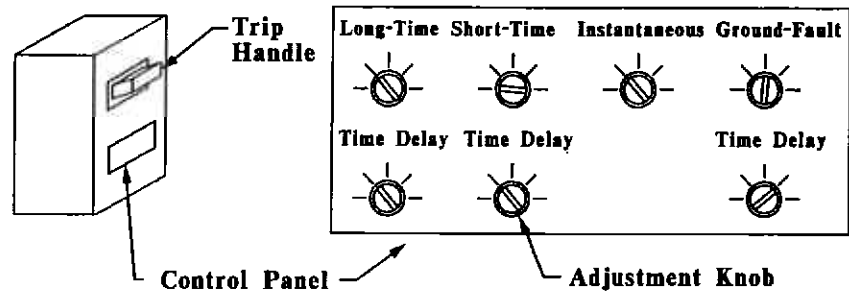 Trip
Handle
Long-Time Short-Time Instantaneous Ground-Fault
Time Delay Time Delay Time Delay
Control Panel
Adjustment Knob